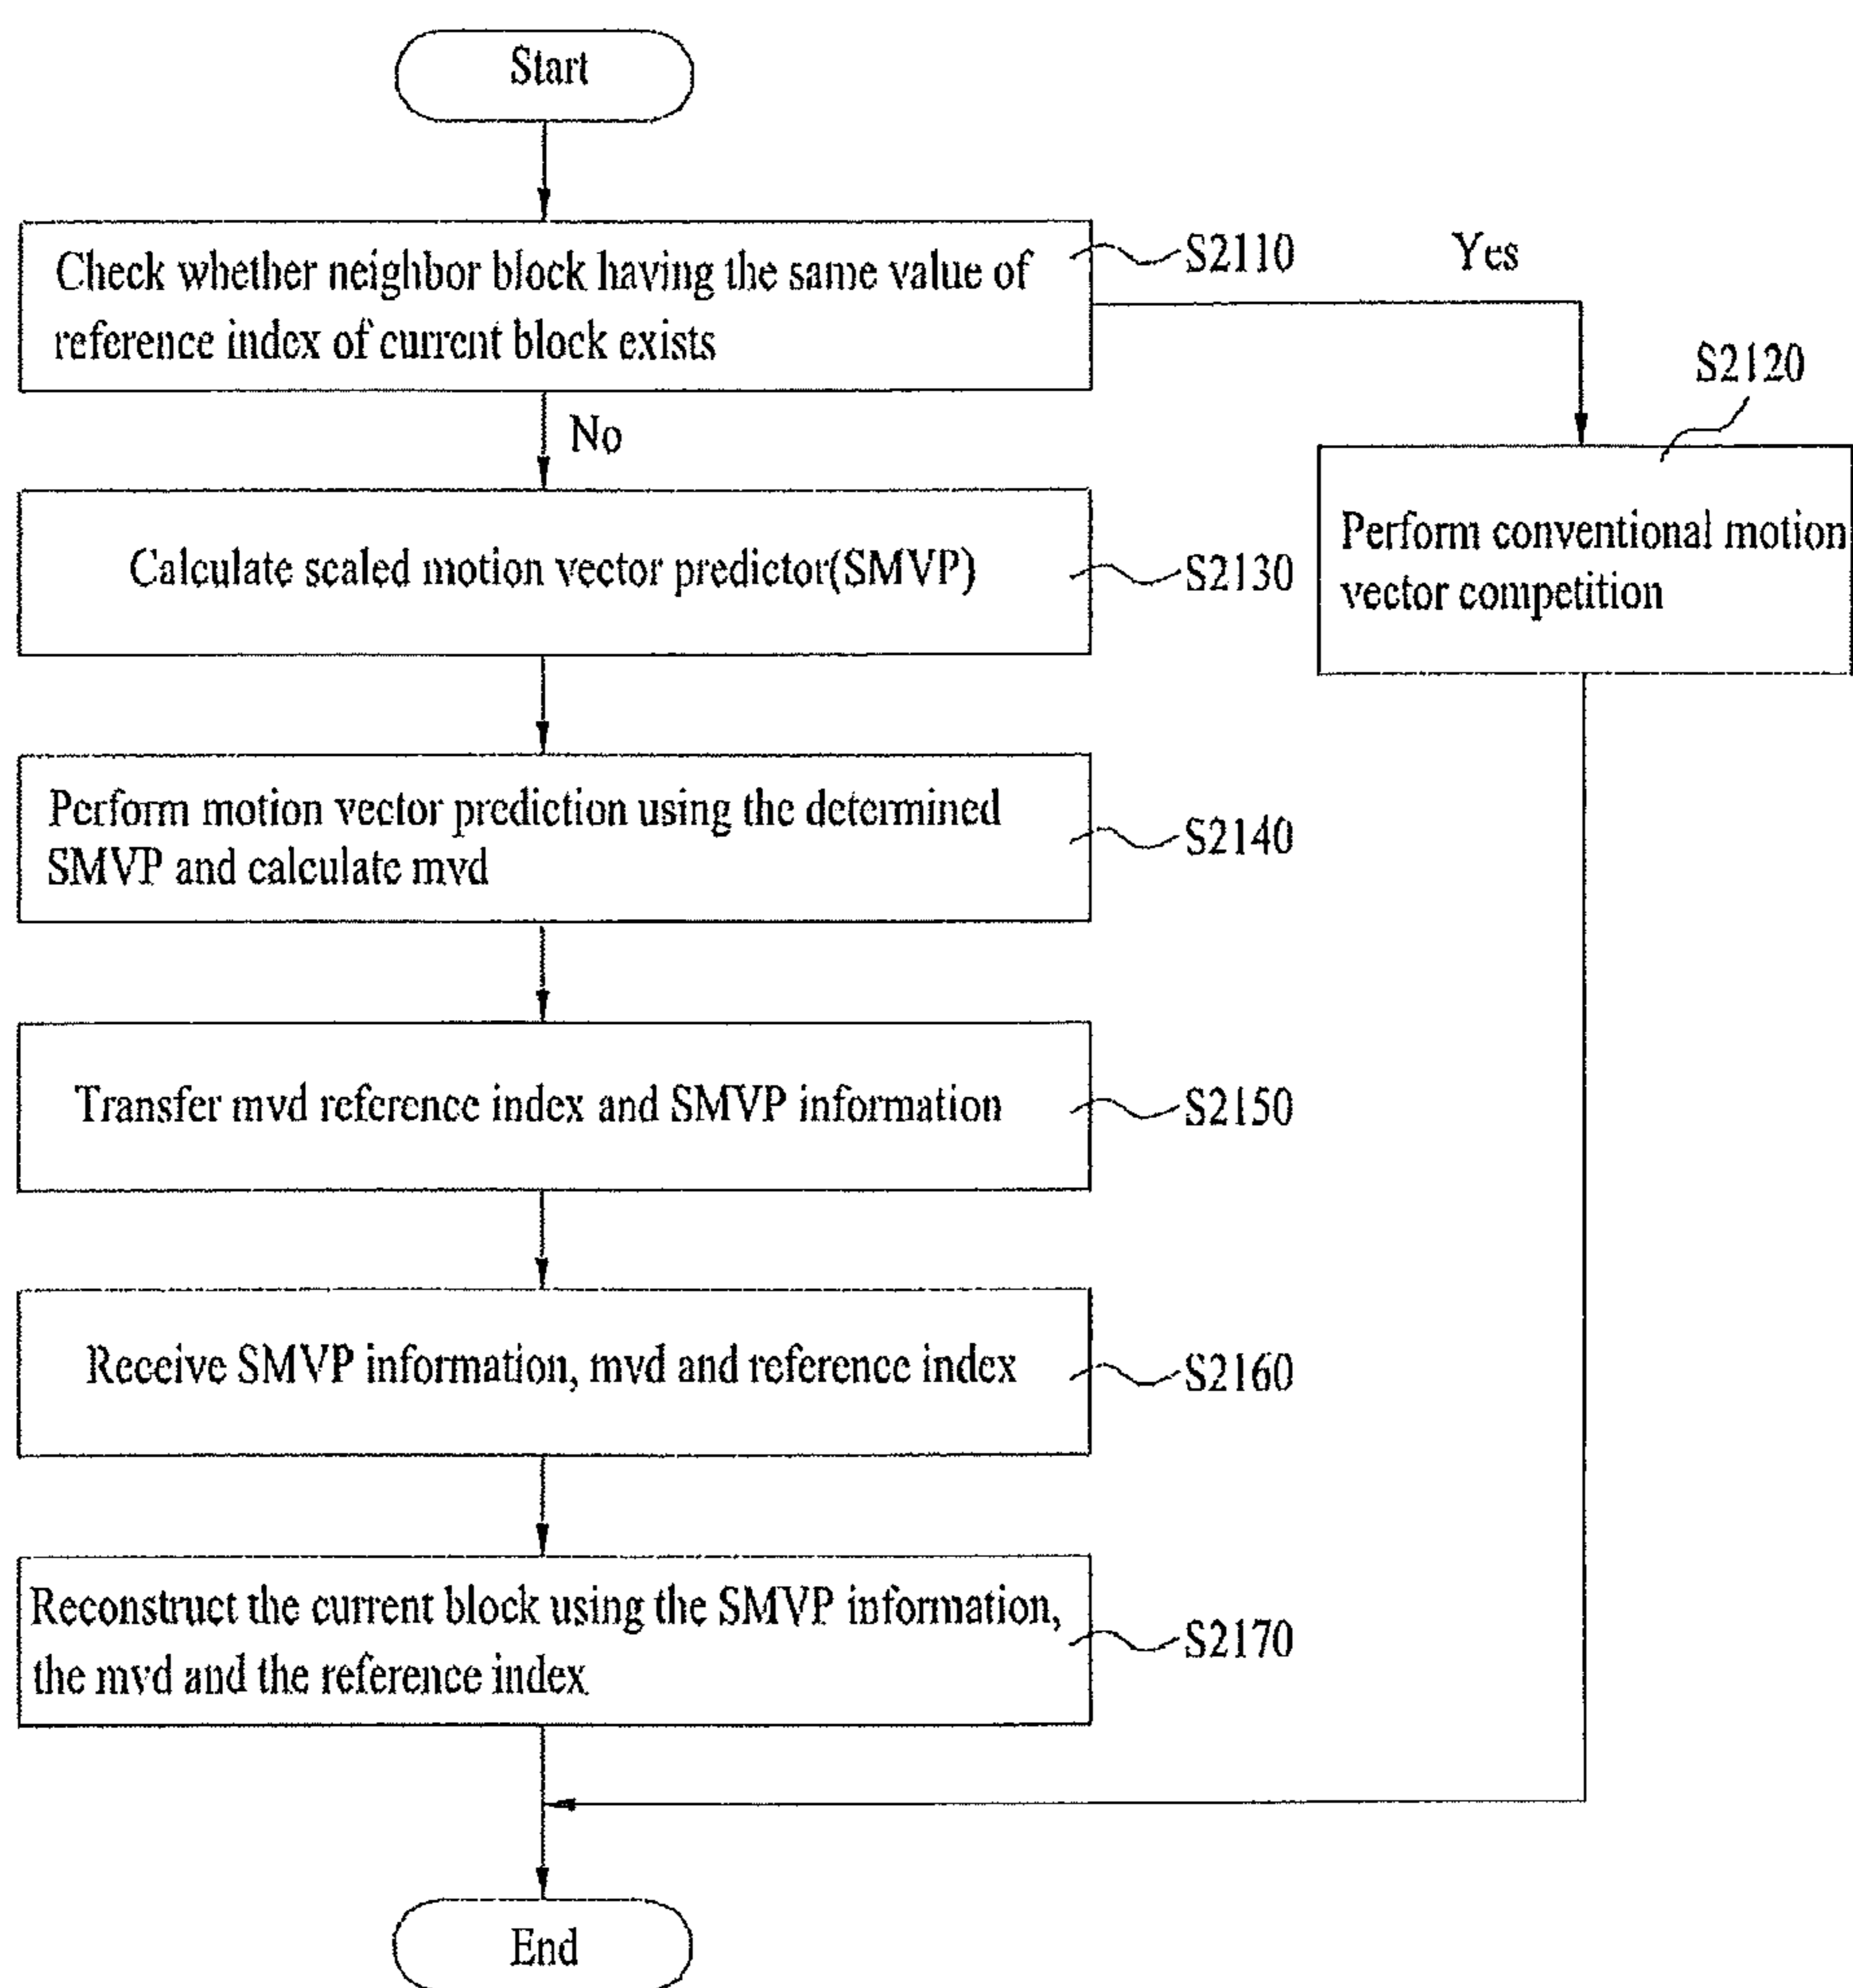 Start
Check whether neighbor block having the same value of
reference index of current block exists
S2110
Yes
No
S2120
Perform conventional motion
vector competition
Calculate scaled motion vector predictor(SMVP)
S2130
Perform motion vector prediction using the determined
SMVP and calculate mvd
S2140
Transfer mvd reference index and SMVP information
S2150
Receive SMVP information, mvd and reference index
S2160
Reconstruct the current block using the SMVP information,
the mvd and the reference index
S2170
End